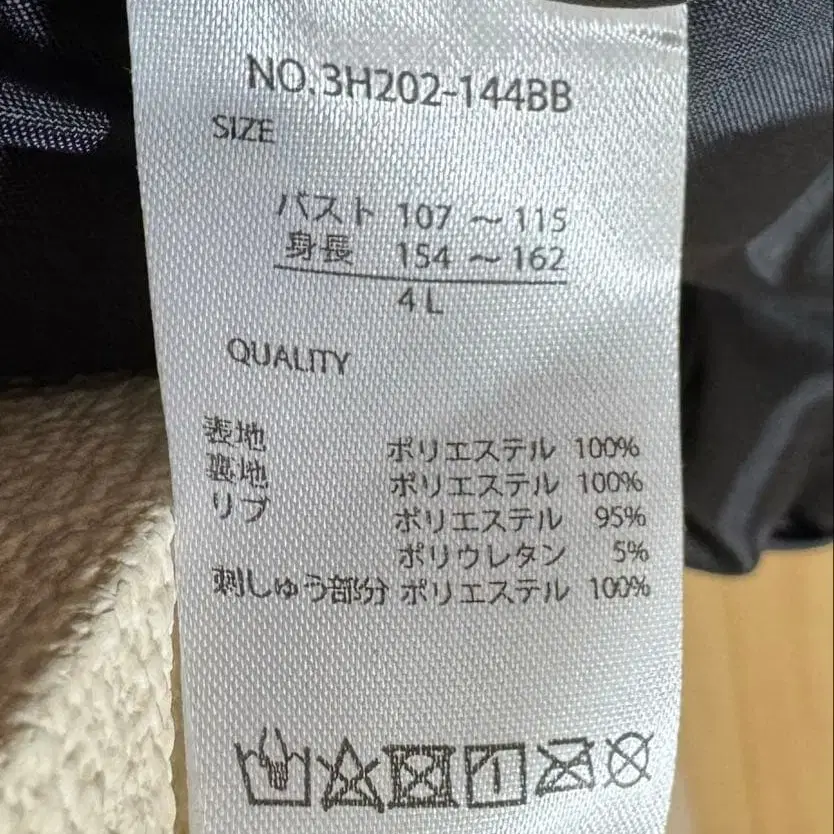 NO.3H202-144BB
SIZE
バスト 107 ～ 115
身長 154 ～ 162
4L
QUALITY
表地 ポリエステル 100%
裏地 ポリエステル 100%
リブ ポリエステル 95%
ポリウレタン 5%
刺しゅう部分 ポリエステル 100%